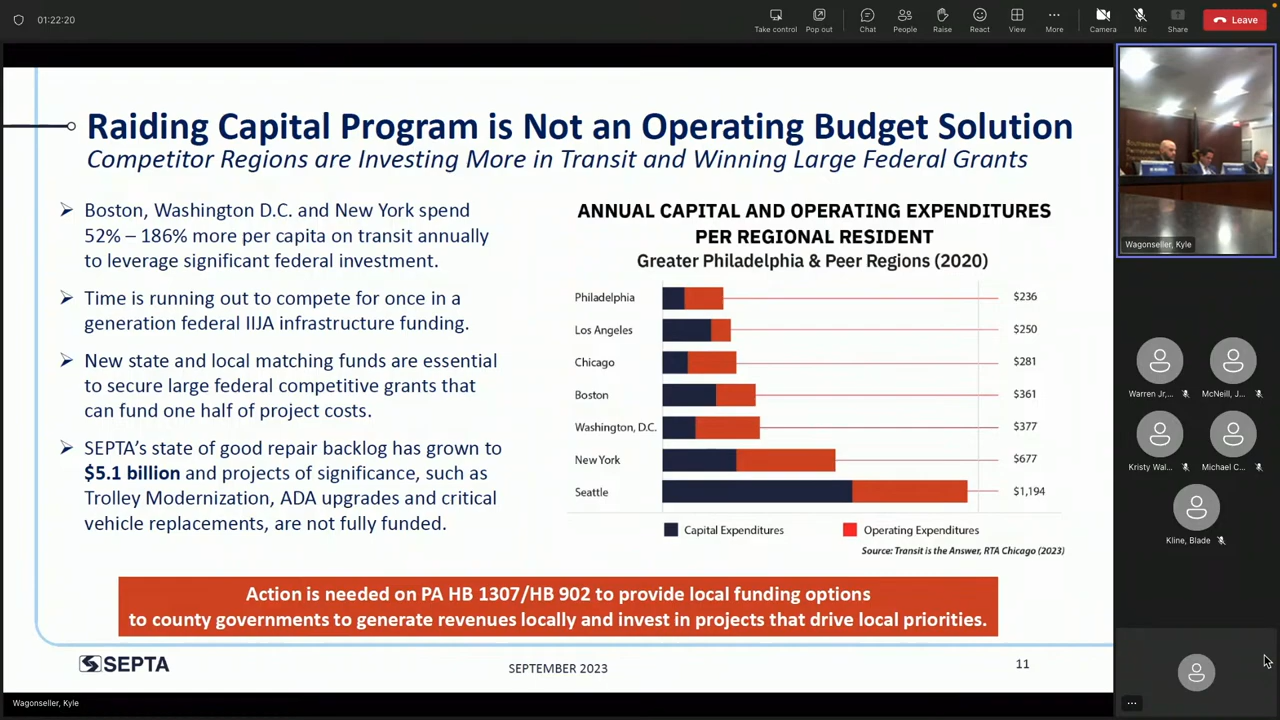 01:22:20
Take control
Pop out
Chat
People
Raise
React
View
More
Camera
Mic
Share
Leave
Raiding Capital Program is Not an Operating Budget Solution
Competitor Regions are Investing More in Transit and Winning Large Federal Grants
Boston, Washington D.C. and New York spend
52% – 186% more per capita on transit annually
to leverage significant federal investment.
Time is running out to compete for once in a
generation federal IIJA infrastructure funding.
New state and local matching funds are essential
to secure large federal competitive grants that
can fund one half of project costs.
SEPTA’s state of good repair backlog has grown to
$5.1 billion and projects of significance, such as
Trolley Modernization, ADA upgrades and critical
vehicle replacements, are not fully funded.
ANNUAL CAPITAL AND OPERATING EXPENDITURES
PER REGIONAL RESIDENT
Greater Philadelphia & Peer Regions (2020)
Philadelphia $236
Los Angeles $250
Chicago $281
Boston $361
Washington, D.C. $377
New York $677
Seattle $1,194
Capital Expenditures
Operating Expenditures
Source: Transit is the Answer, RTA Chicago (2023)
Action is needed on PA HB 1307/HB 902 to provide local funding options
to county governments to generate revenues locally and invest in projects that drive local priorities.
SEPTA
SEPTEMBER 2023
11
Wagonseller, Kyle
Wagonseller, Kyle
Warren Jr,...
McNeill, J...
Kristy Wal...
Michael C...
Kline, Blade